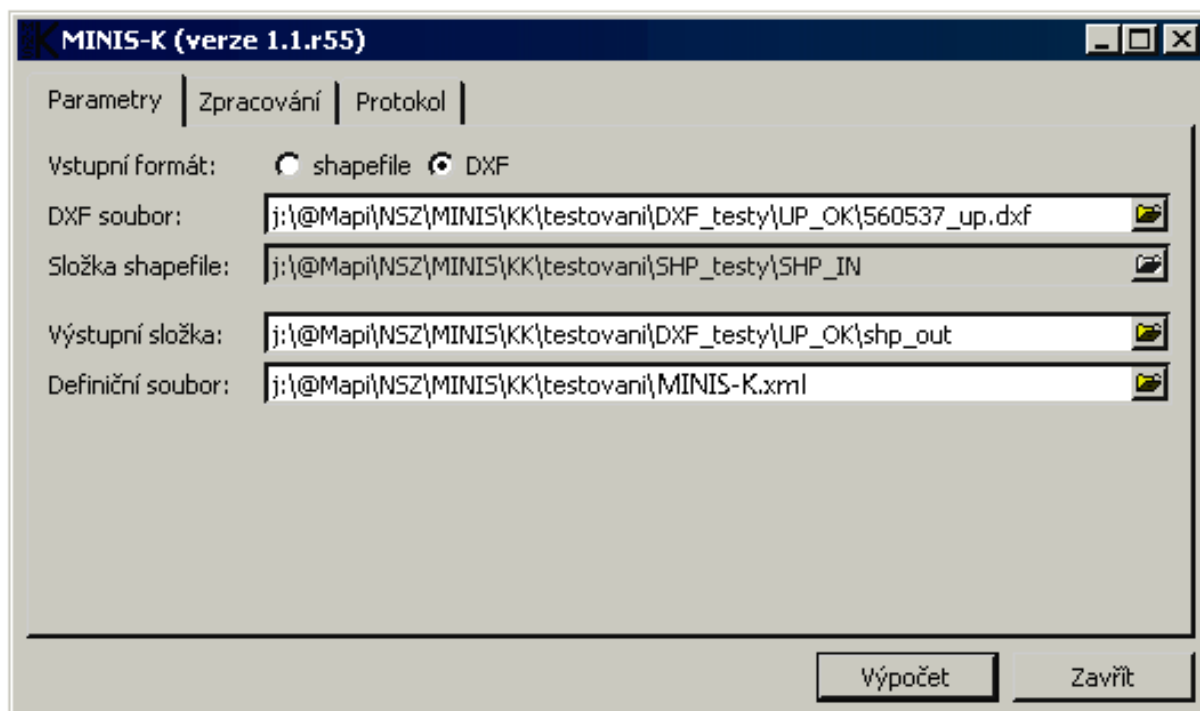 MINIS-K (verze 1.1.r55)
Parametry Zpracování Protokol
Vstupní formát: shapefile DXF
DXF soubor: j:\@Mapi\NSZ\MINIS\KK\testovani\DXF_testy\UP_OK\560537_up.dxf
Složka shapefile: j:\@Mapi\NSZ\MINIS\KK\testovani\SHP_testy\SHP_IN
Výstupní složka: j:\@Mapi\NSZ\MINIS\KK\testovani\DXF_testy\UP_OK\shp_out
Definiční soubor: j:\@Mapi\NSZ\MINIS\KK\testovani\MINIS-K.xml
Výpočet Zavřít